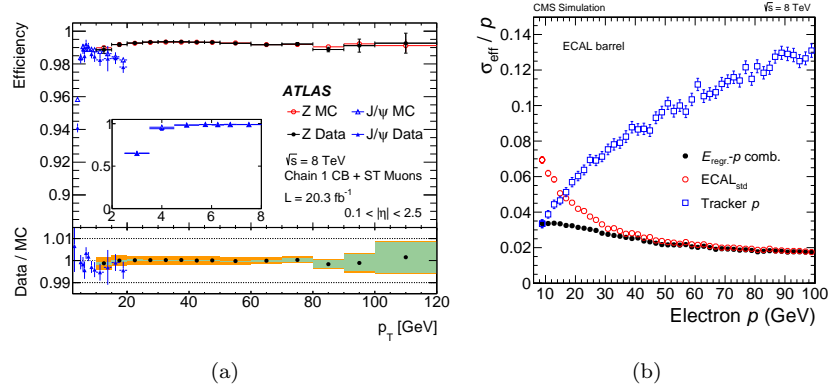 Efficiency
1
0.98
0.96
0.94
0.92
0.9
ATLAS
Z MC J/ψ MC
Z Data J/ψ Data
√s = 8 TeV
Chain 1 CB + ST Muons
L = 20.3 fb⁻¹
0.1 < |η| < 2.5
1
0.5
0
2 4 6 8
Data / MC
1.01
1
0.99
20 40 60 80 100 120
p_T [GeV]
(a)
CMS Simulation √s = 8 TeV
σ_eff / p
ECAL barrel
0.14
0.12
0.1
0.08
0.06
0.04
0.02
0
E_regr.-p comb.
ECAL_std
Tracker p
10 20 30 40 50 60 70 80 90 100
Electron p (GeV)
(b)